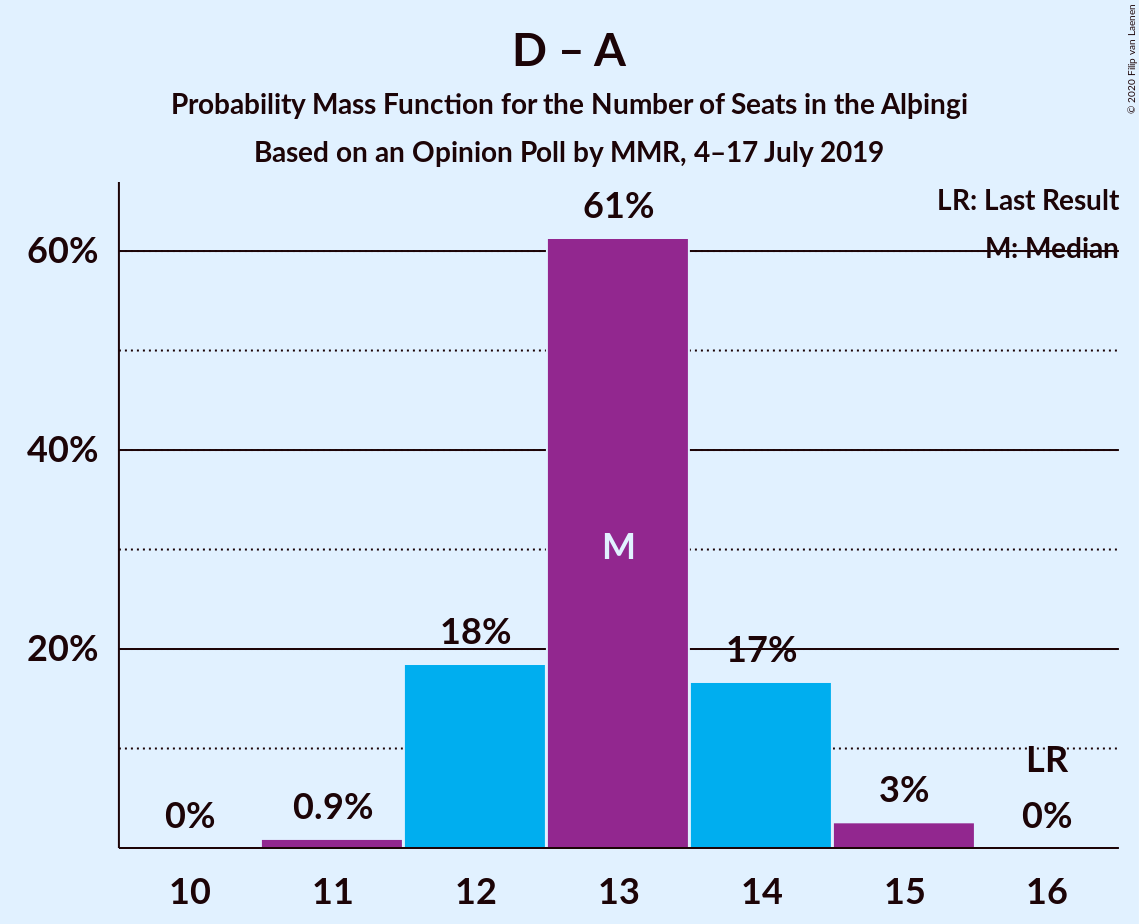 D – A
Probability Mass Function for the Number of Seats in the Alþingi
Based on an Opinion Poll by MMR, 4–17 July 2019
© 2020 Filip van Laenen
LR: Last Result
M: Median
60%
40%
20%
0%
0.9%
18%
61%
M
17%
3%
LR
0%
10
11
12
13
14
15
16